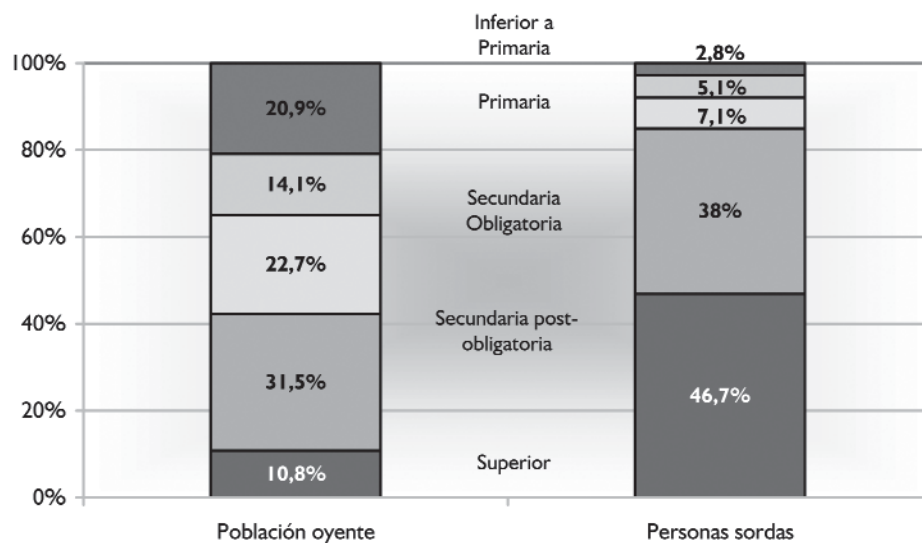 Inferior a
Primaria
100%
2,8%
20,9%
Primaria
5,1%
7,1%
80%
14,1%
Secundaria
Obligatoria
38%
60%
22,7%
40%
Secundaria post-
obligatoria
31,5%
46,7%
20%
10,8%
Superior
0%
Población oyente
Personas sordas